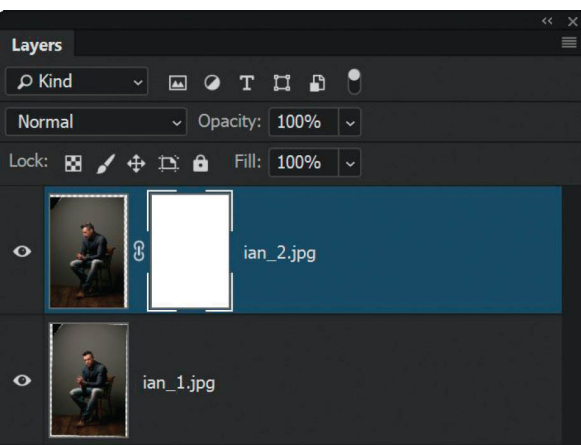 Layers
Kind
Normal Opacity: 100%
Lock: Fill: 100%
ian_2.jpg
ian_1.jpg